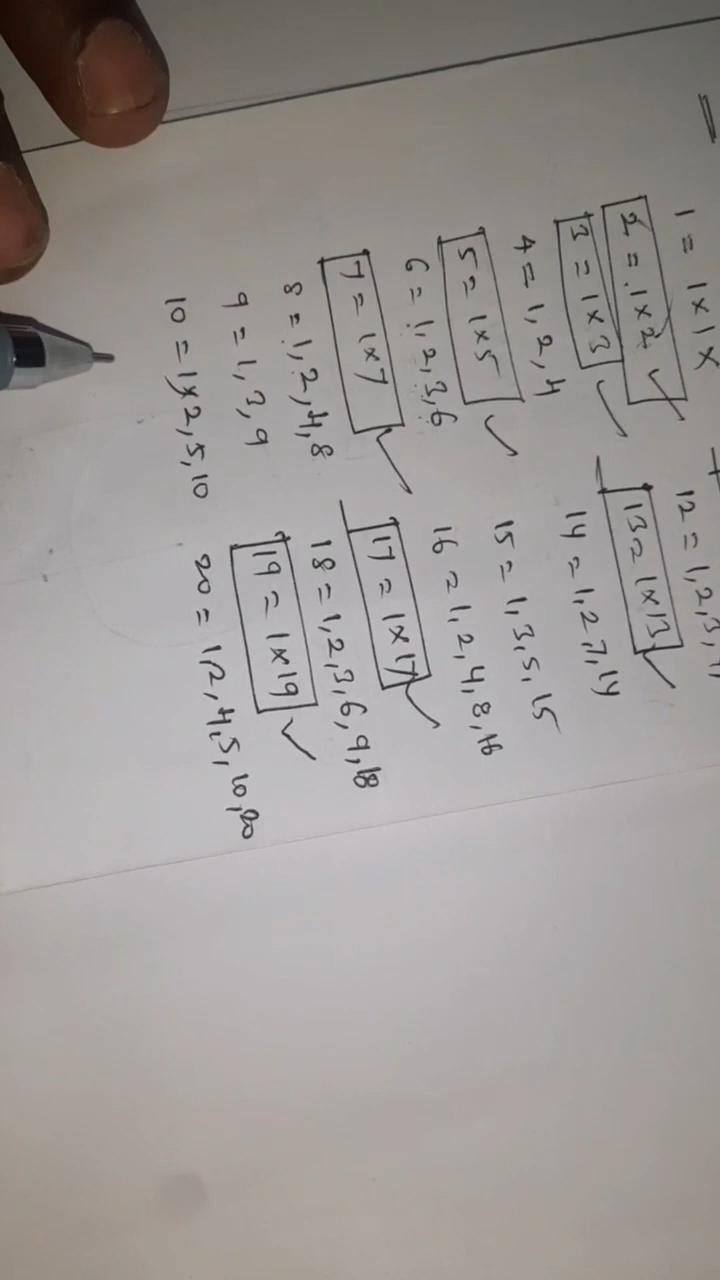 1 = 1×1×
2 = 1×2
3 = 1×3
4 = 1, 2, 4
5 = 1×5
6 = 1, 2, 3, 6
7 = 1×7
8 = 1, 2, 4, 8
9 = 1, 3, 9
10 = 1, 2, 5, 10
12 = 1, 2, 3,
13 = 1×13
14 = 1, 2, 7, 14
15 = 1, 3, 5, 15
16 = 1, 2, 4, 8, 16
17 = 1×17
18 = 1, 2, 3, 6, 9, 18
19 = 1×19
20 = 1, 2, 4, 5, 10, 20